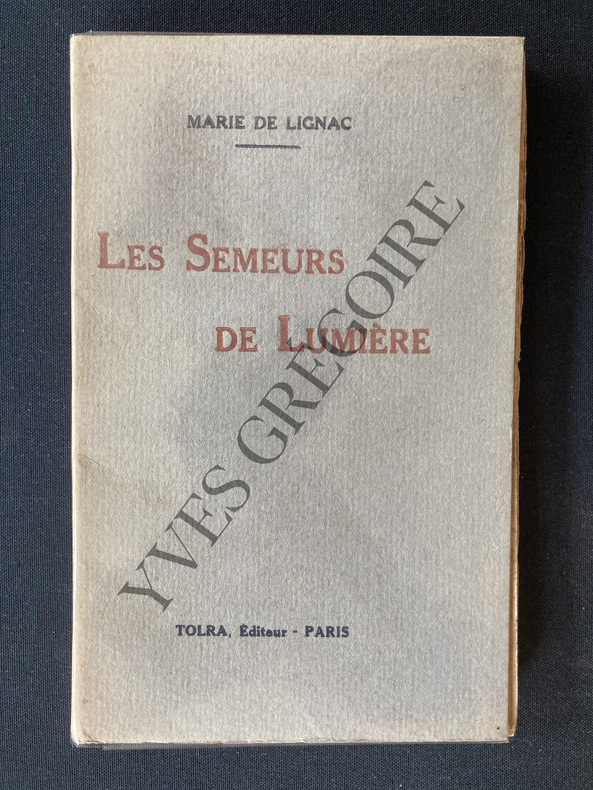 MARIE DE LIGNAC
LES SEMEURS
DE LUMIÈRE
YVES GREGOIRE
TOLRA, Éditeur - PARIS